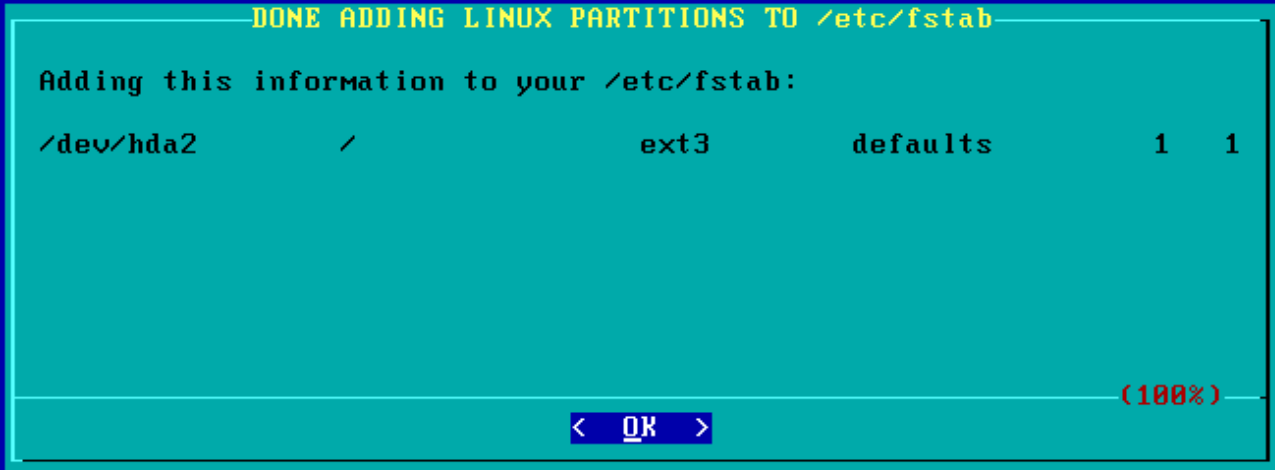 DONE ADDING LINUX PARTITIONS TO /etc/fstab
Adding this information to your /etc/fstab:
/dev/hda2 / ext3 defaults 1 1
(100%)
< OK >